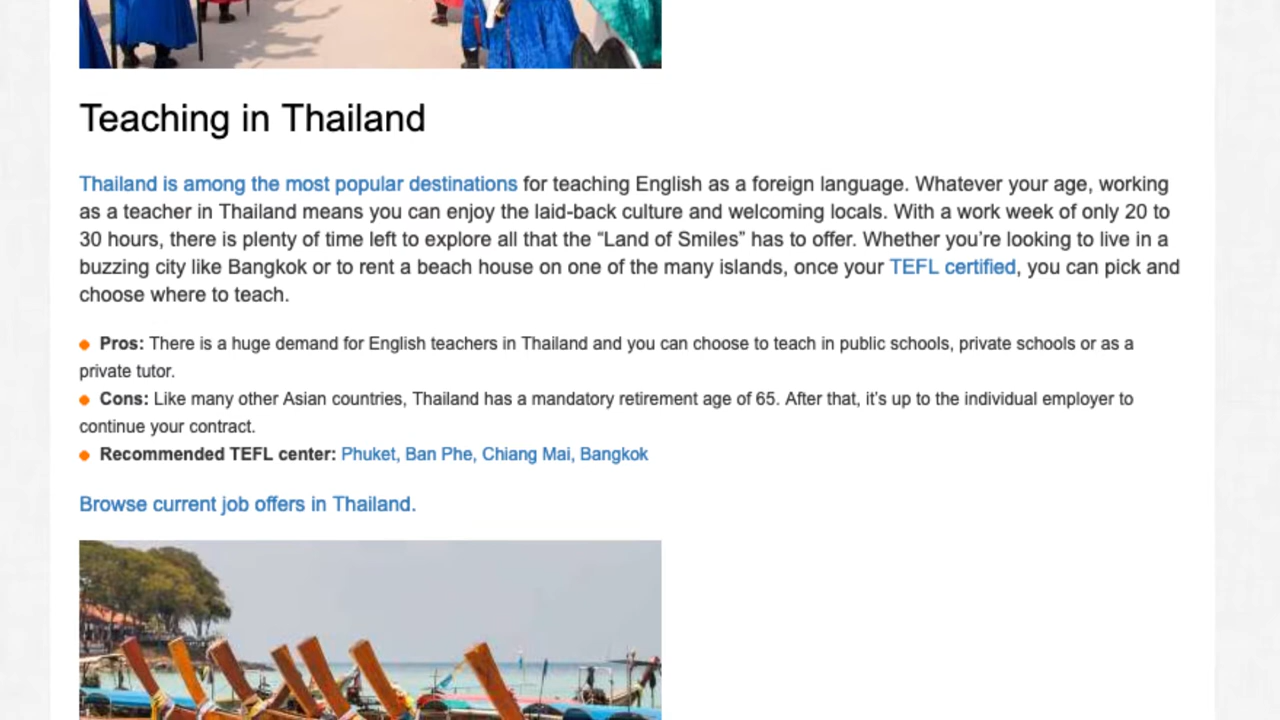 Teaching in Thailand
Thailand is among the most popular destinations for teaching English as a foreign language. Whatever your age, working
as a teacher in Thailand means you can enjoy the laid-back culture and welcoming locals. With a work week of only 20 to
30 hours, there is plenty of time left to explore all that the “Land of Smiles” has to offer. Whether you’re looking to live in a
buzzing city like Bangkok or to rent a beach house on one of the many islands, once your TEFL certified, you can pick and
choose where to teach.
Pros: There is a huge demand for English teachers in Thailand and you can choose to teach in public schools, private schools or as a
private tutor.
Cons: Like many other Asian countries, Thailand has a mandatory retirement age of 65. After that, it’s up to the individual employer to
continue your contract.
Recommended TEFL center: Phuket, Ban Phe, Chiang Mai, Bangkok
Browse current job offers in Thailand.